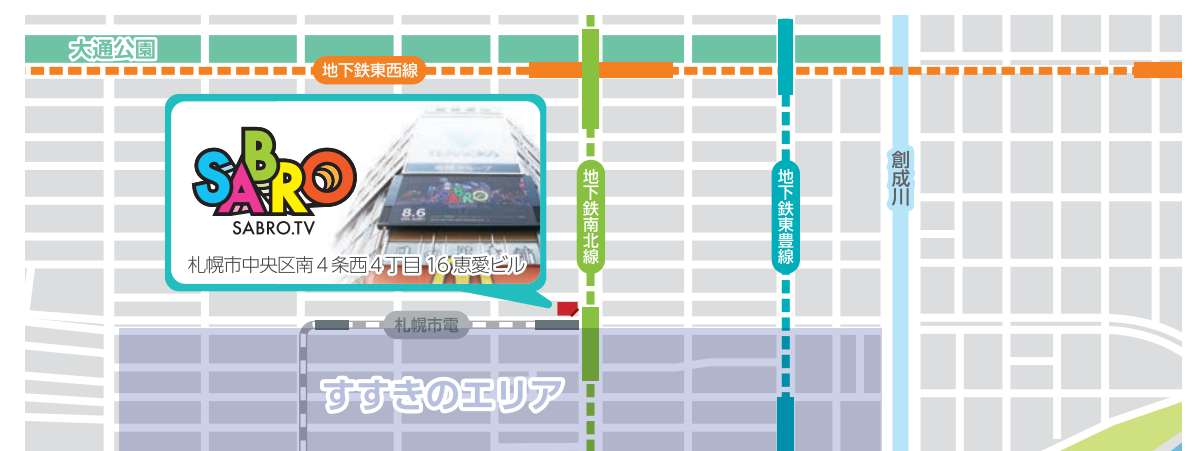 大通公園
地下鉄東西線
SABRO
SABRO.TV
SABRO
8.6
札幌市中央区南4条西4丁目 16 恵愛ビル
地下鉄南北線
地下鉄東豊線
創成川
札幌市電
すすきのエリア